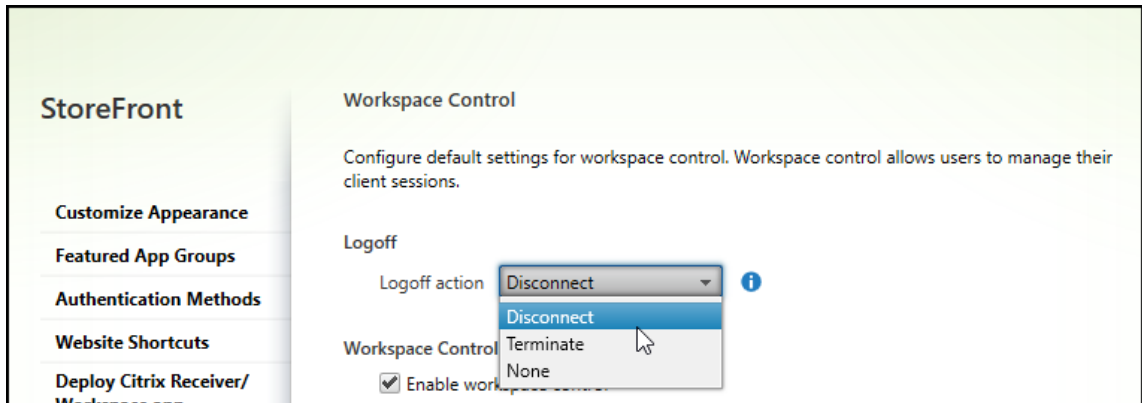 StoreFront
Customize Appearance
Featured App Groups
Authentication Methods
Website Shortcuts
Deploy Citrix Receiver/
Workspace app
Workspace Control
Configure default settings for workspace control. Workspace control allows users to manage their
client sessions.
Logoff
Logoff action Disconnect
Disconnect
Terminate
None
Workspace Control
Enable workspace control